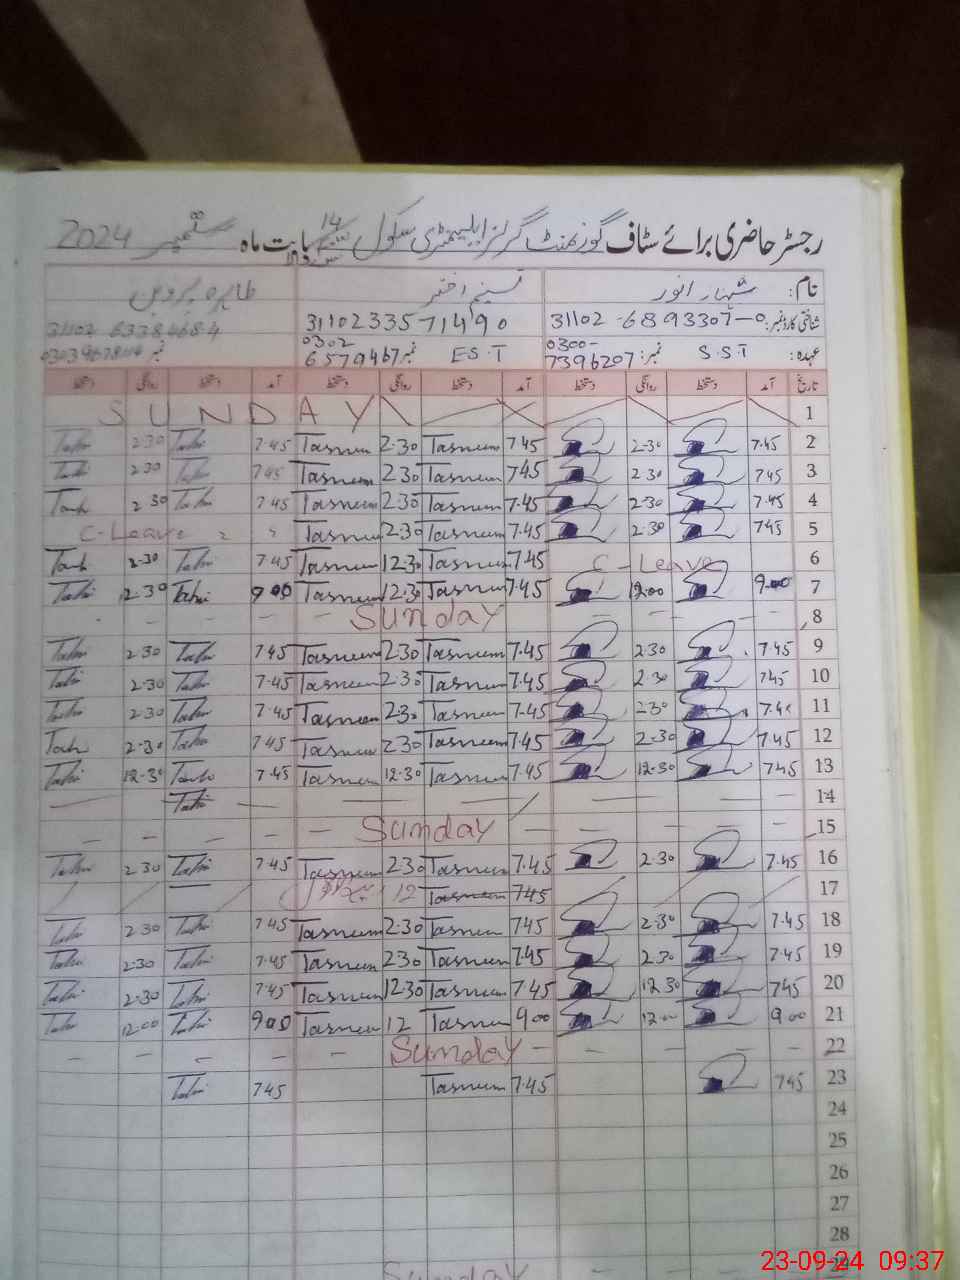 رجسٹر حاضری برائے سٹاف گورنمنٹ گرلز ایلیمنٹری سکول 14 بابت ماہ ستمبر 2024
نام: شہناز انور تسنیم اختر طاہرہ پروین
شناختی کارڈ نمبر: 31102-6893307-0 31102335 71490 31102-6338468-4
عہدہ: S.S.T نمبر: 0300-7396207 E.S.T نمبر 0302 6579467 نمبر
تاریخ آمد دستخط روانگی دستخط آمد دستخط روانگی دستخط آمد دستخط روانگی دستخط
SUNDAY 1
Tahi 2.30 Tahi 7.45 Tasneem 2.30 Tasneem 7.45 2.30 7.45 2
Tahi 2.30 Tahi 7.45 Tasneem 2.30 Tasneem 7.45 2.30 7.45 3
Tah 2.30 Tahi 7.45 Tasneem 2.30 Tasneem 7.45 2.30 7.45 4
C-Leave Tasneem 2.30 Tasneem 7.45 2.30 7.45 5
Tah 2.30 Tahi 7.45 Tasneem 12.30 Tasneem 7.45 C-Leave 6
Tahi 12.30 Tahi 9.00 Tasneem 12.30 Tasneem 7.45 12.00 9.00 7
- - - - - Sunday - - - 8
Tahi 2.30 Tahi 7.45 Tasneem 2.30 Tasneem 7.45 2.30 7.45 9
Tahi 2.30 Tahi 7.45 Tasneem 2.30 Tasneem 7.45 2.30 7.45 10
Tahi 2.30 Tahi 7.45 Tasneem 2.30 Tasneem 7.45 2.30 7.45 11
Tah 2.30 Tahi 7.45 Tasneem 2.30 Tasneem 7.45 2.30 7.45 12
Tahi 12.30 Tah 7.45 Tasneem 12.30 Tasneem 7.45 12.30 7.45 13
Tahi 14
- - - - - Sunday - - - - 15
Tahi 2.30 Tahi 7.45 Tasneem 2.30 Tasneem 7.45 2.30 7.45 16
12 Tasneem 7.45 17
Tahi 2.30 Tahi 7.45 Tasneem 2.30 Tasneem 7.45 2.30 7.45 18
Tahi 2.30 Tahi 7.45 Tasneem 2.30 Tasneem 7.45 2.30 7.45 19
Tahi 2.30 Tahi 7.45 Tasneem 12.30 Tasneem 7.45 12.30 7.45 20
Tahi 12.00 Tahi 9.00 Tasneem 12 Tasneem 9.00 12.00 9.00 21
- - - - - Sunday - - - - 22
Tahi 7.45 Tasneem 7.45 7.45 23
24
25
26
27
28
Sunday 29
23-09-24 09:37